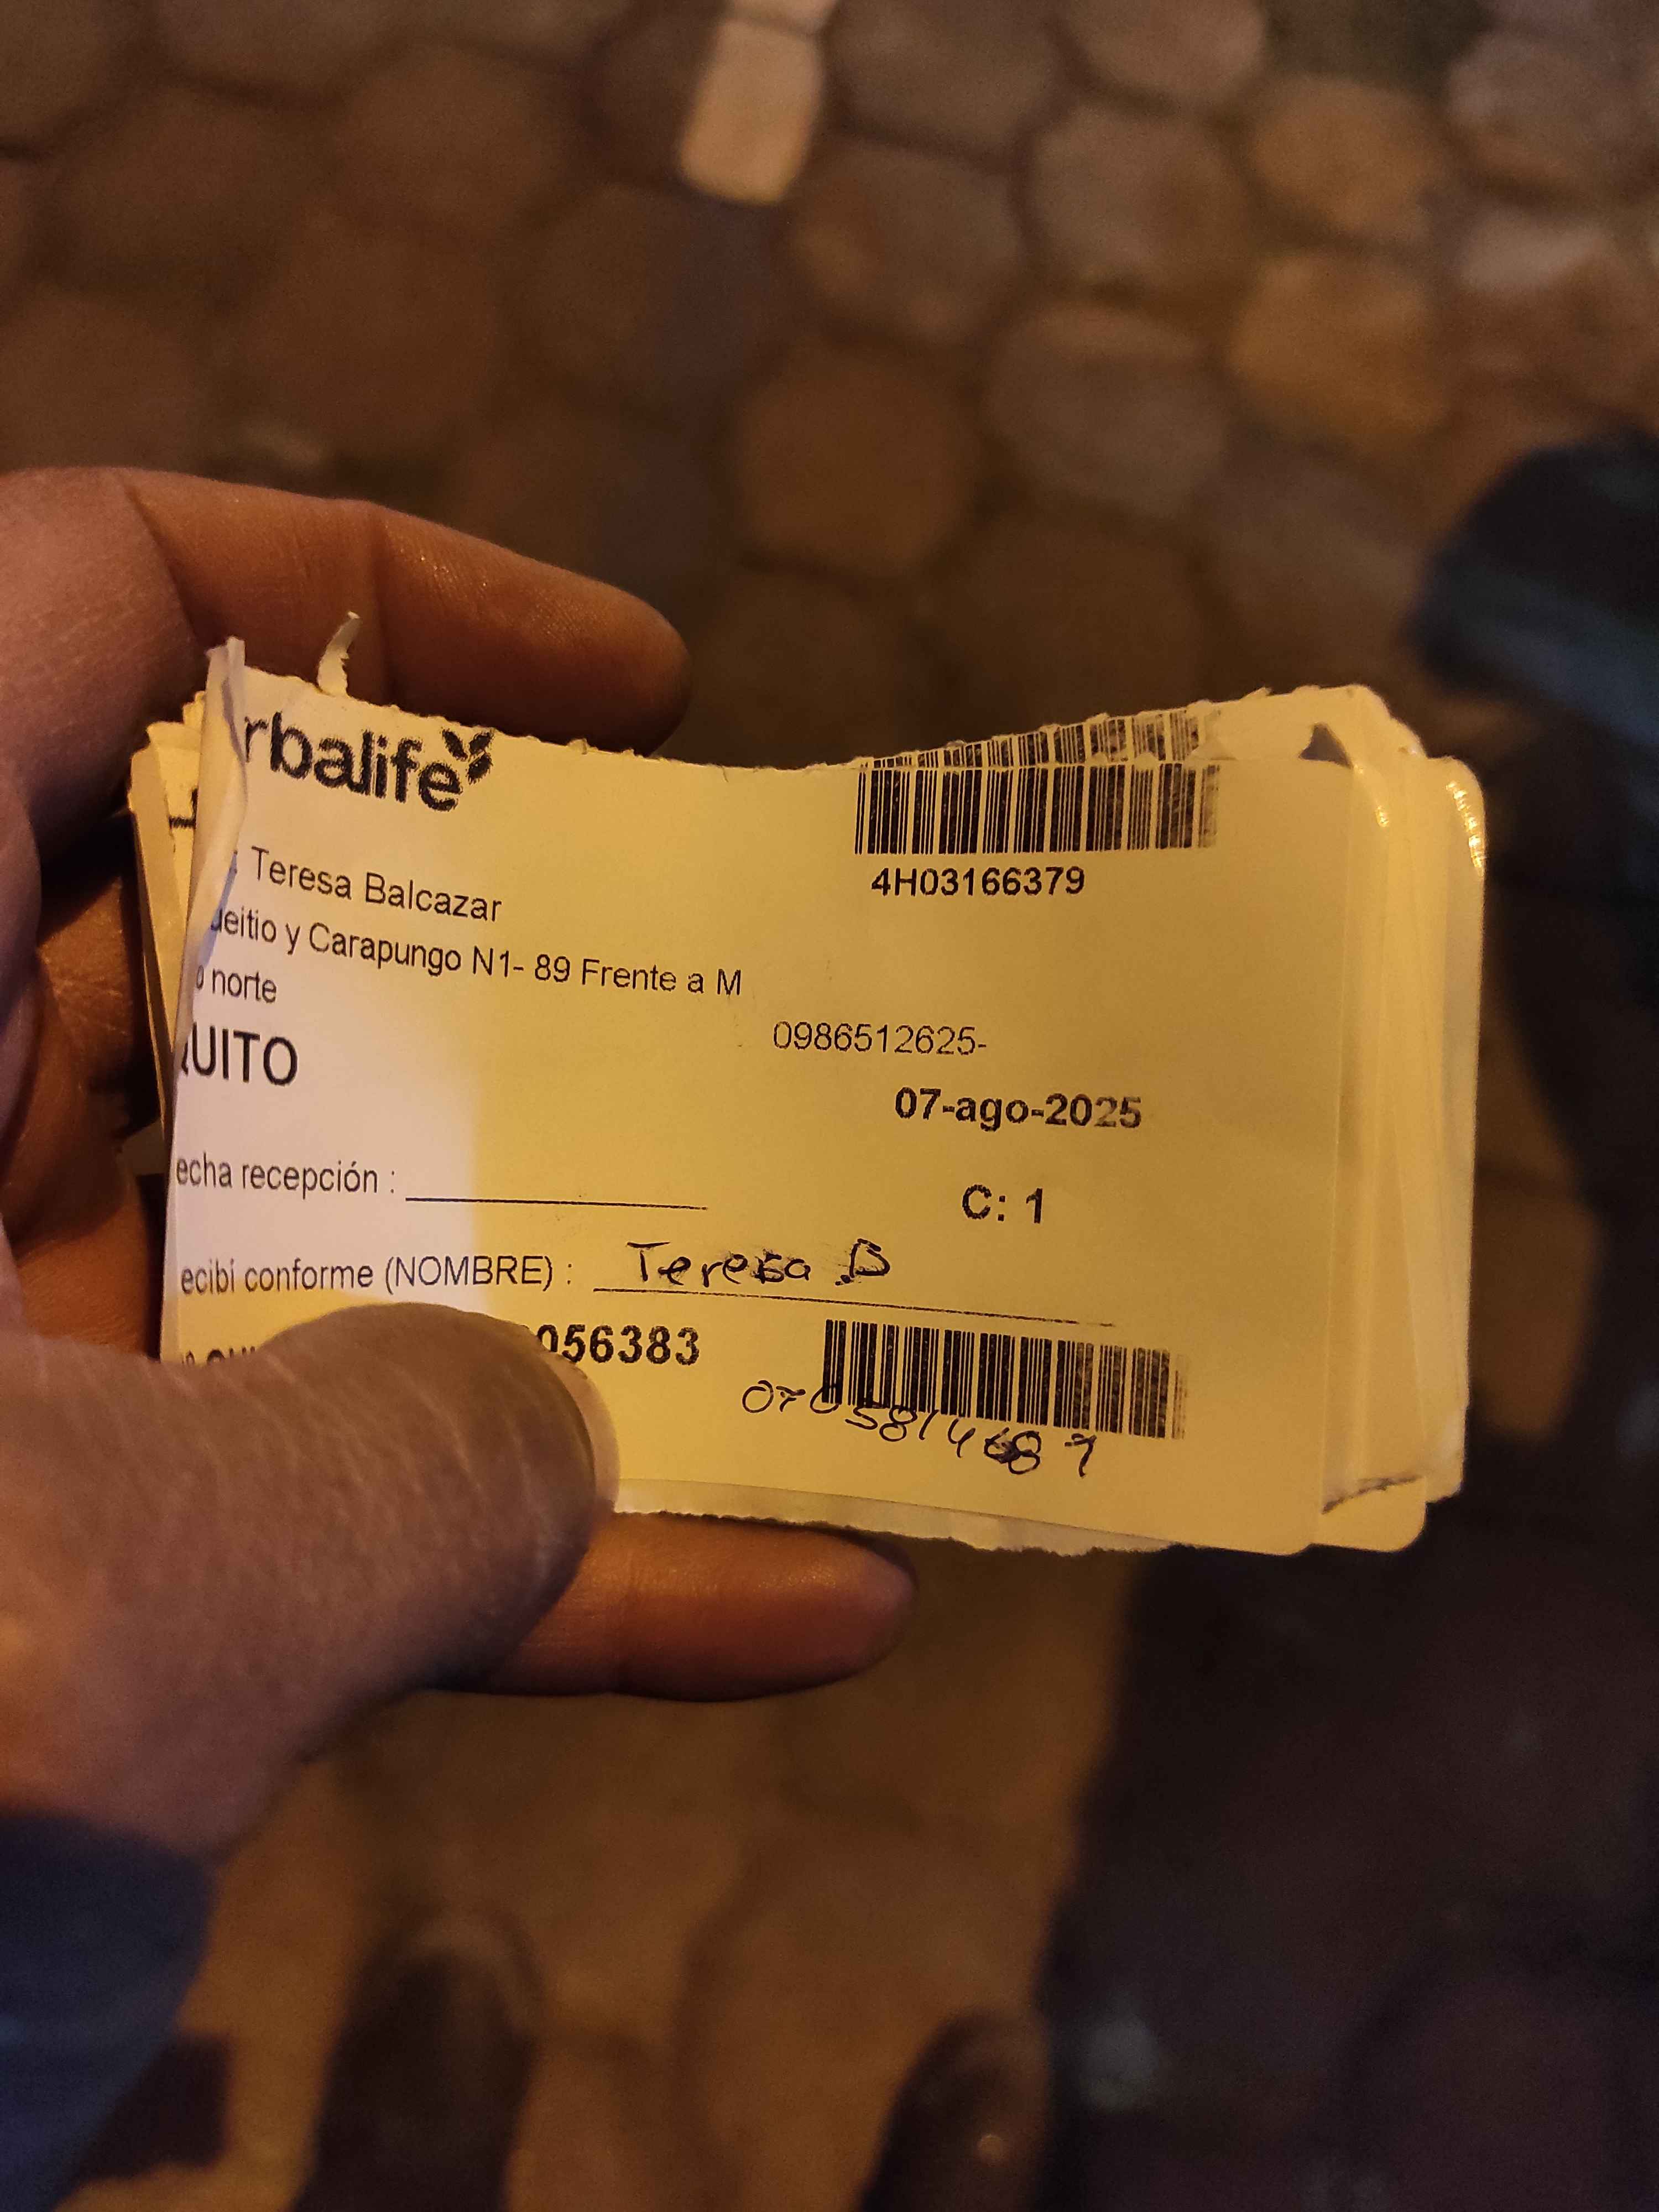 rbalife
4H03166379
: Teresa Balcazar
ueitio y Carapungo N1- 89 Frente a M
o norte
0986512625-
UITO
07-ago-2025
echa recepción :
C: 1
ecibi conforme (NOMBRE) : Teresa B
056383